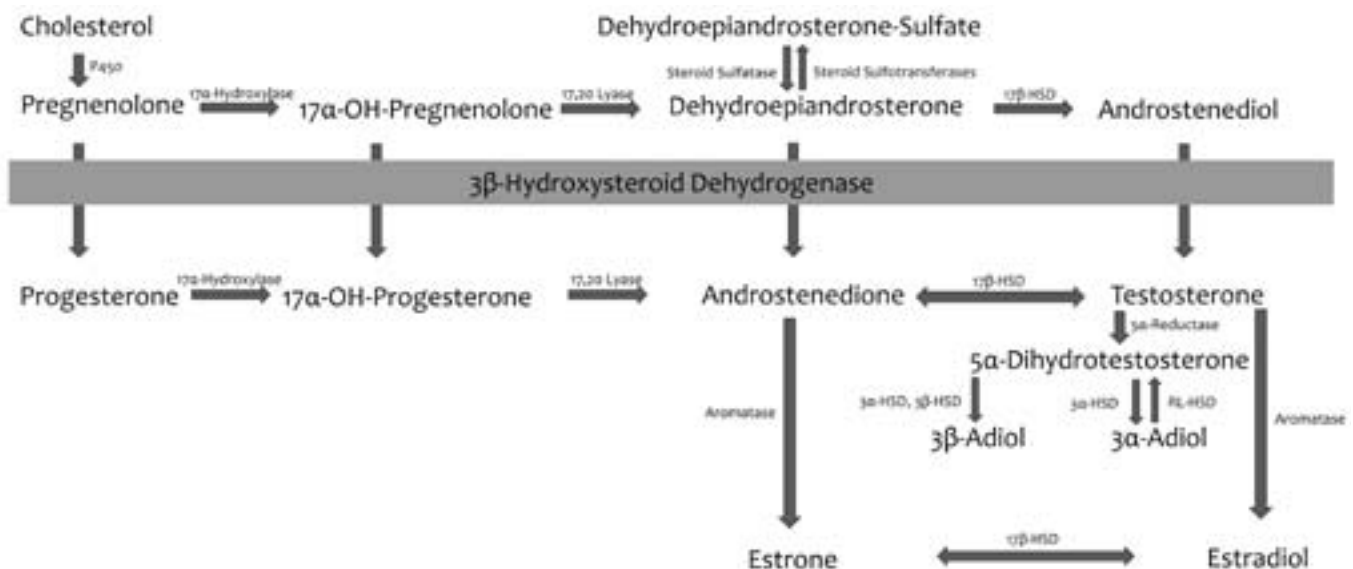 Cholesterol
Dehydroepiandrosterone-Sulfate
P450
Steroid Sulfatase
Steroid Sulfotransferases
Pregnenolone
17α-Hydroxylase
17α-OH-Pregnenolone
17,20 Lyase
Dehydroepiandrosterone
17β-HSD
Androstenediol
3β-Hydroxysteroid Dehydrogenase
Progesterone
17α-Hydroxylase
17α-OH-Progesterone
17,20 Lyase
Androstenedione
17β-HSD
Testosterone
5α-Reductase
5α-Dihydrotestosterone
3α-HSD, 3β-HSD
3α-HSD
RL-HSD
Aromatase
Aromatase
3β-Adiol
3α-Adiol
Estrone
17β-HSD
Estradiol